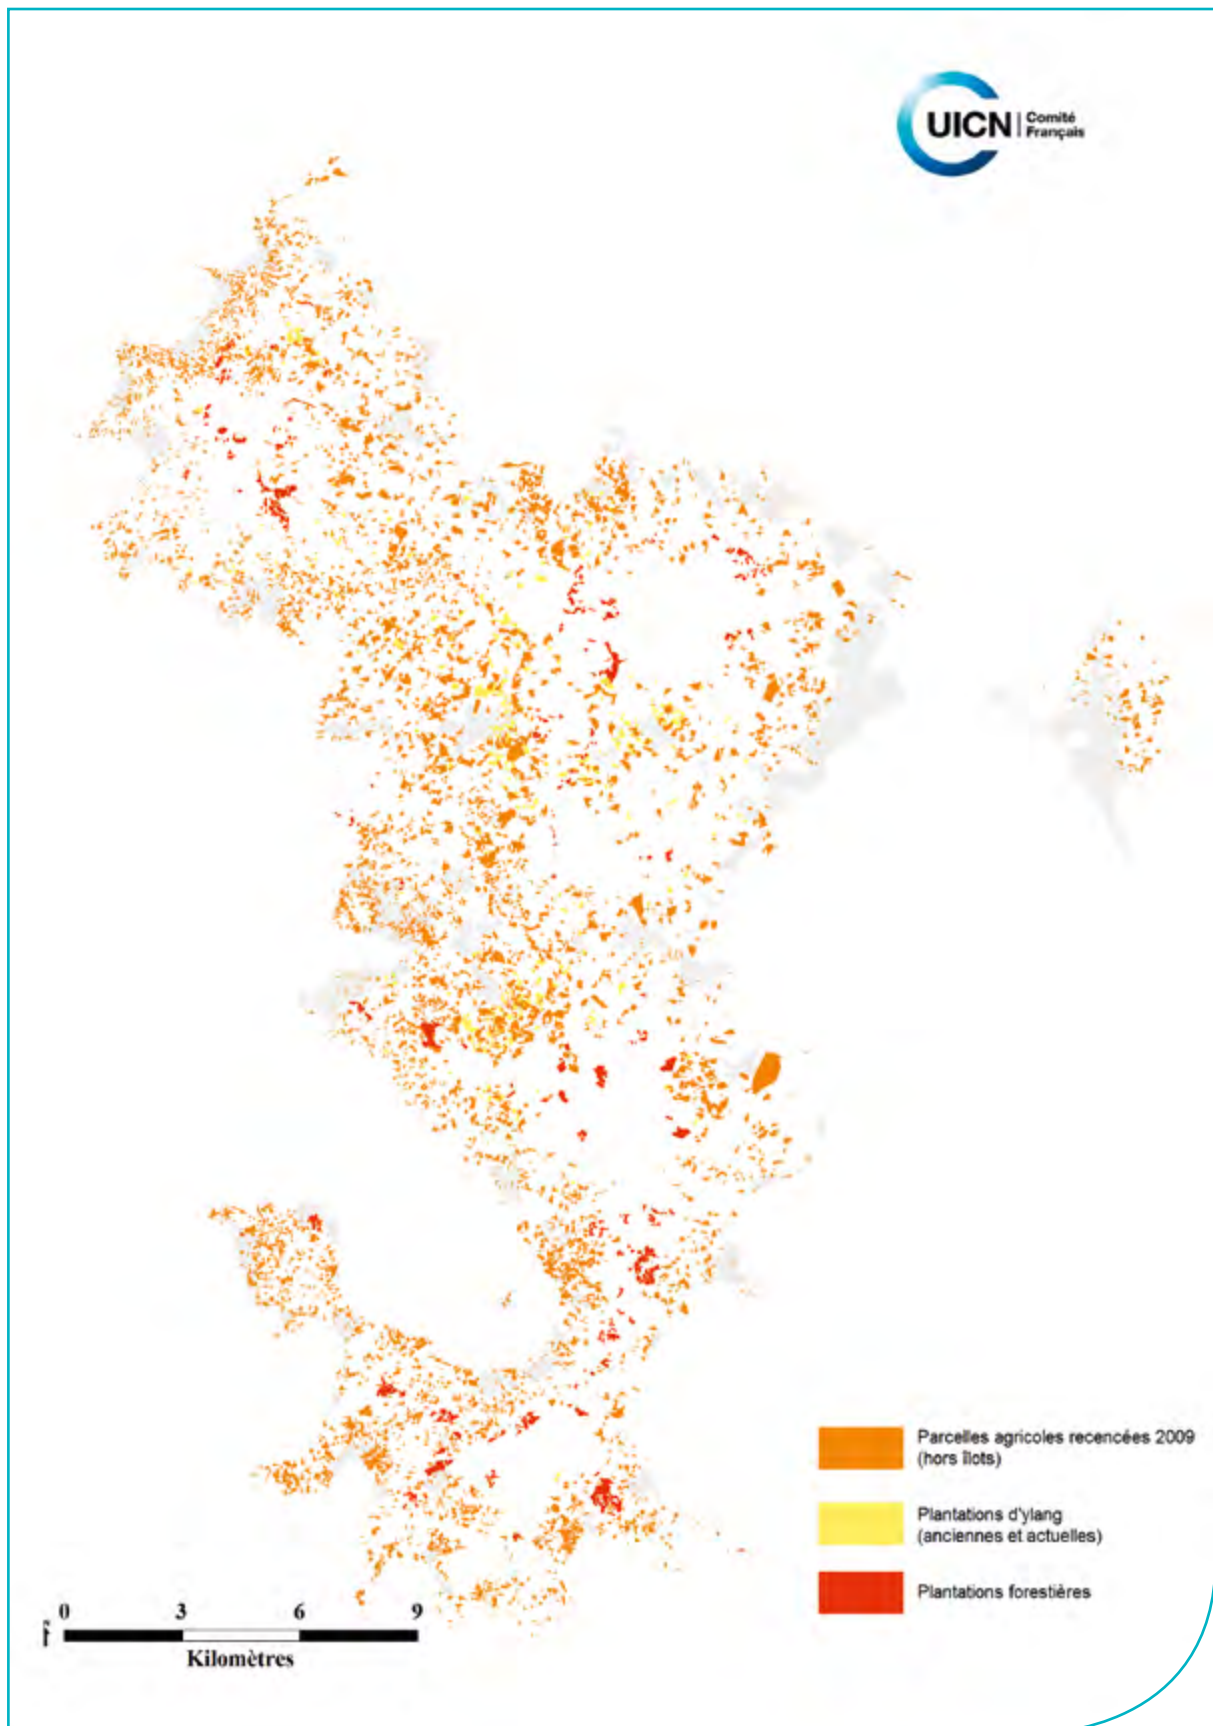 UICN
Comité
Français
Parcelles agricoles recencées 2009
(hors îlots)
Plantations d'ylang
(anciennes et actuelles)
Plantations forestières
0 3 6 9
Kilomètres